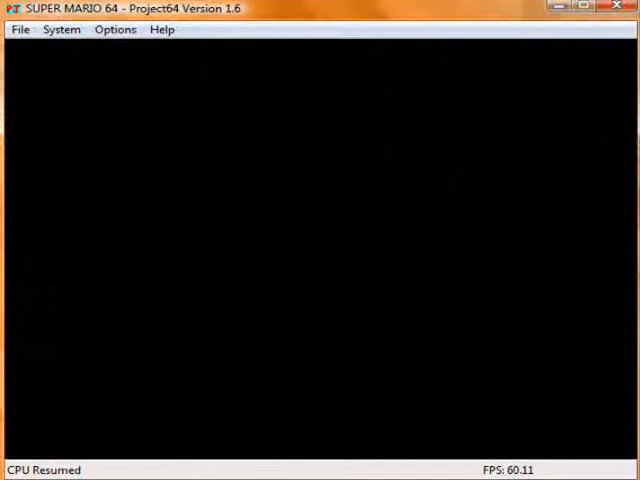 SUPER MARIO 64 - Project64 Version 1.6
File System Options Help
CPU Resumed FPS: 60.11